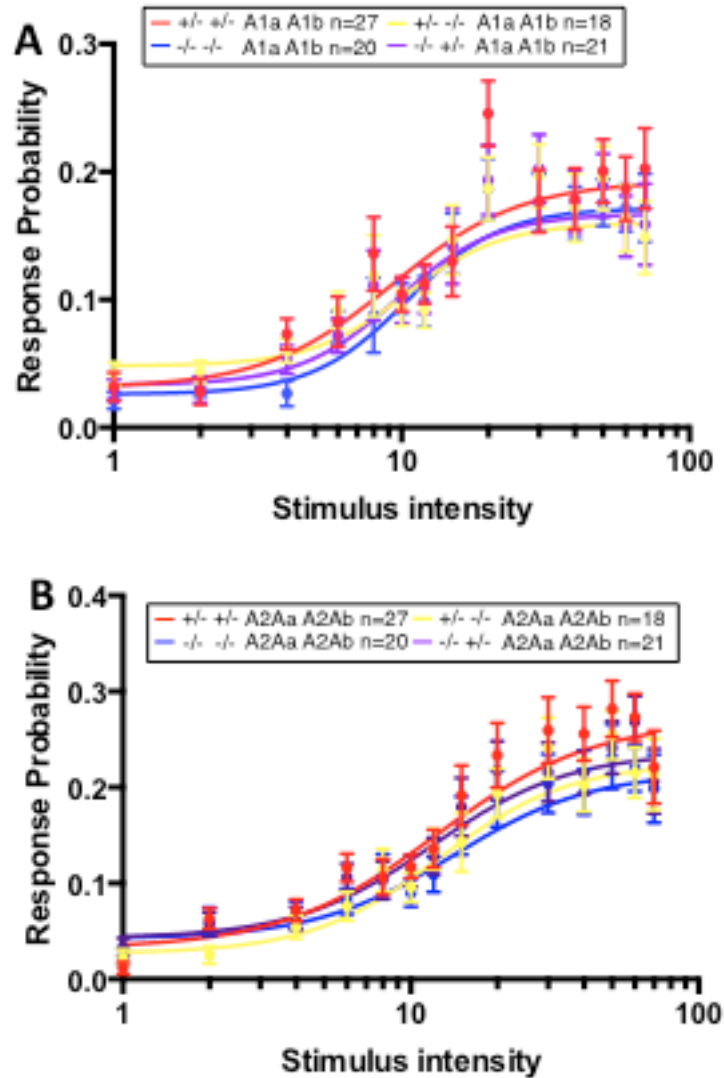 A
+/- +/- A1a A1b n=27 +/- -/- A1a A1b n=18
-/- -/- A1a A1b n=20 -/- +/- A1a A1b n=21
0.3
0.2
0.1
0.0
Response Probability
1 10 100
Stimulus intensity
B
+/- +/- A2Aa A2Ab n=27 +/- -/- A2Aa A2Ab n=18
-/- -/- A2Aa A2Ab n=20 -/- +/- A2Aa A2Ab n=21
0.4
0.3
0.2
0.1
0.0
Response Probability
1 10 100
Stimulus intensity